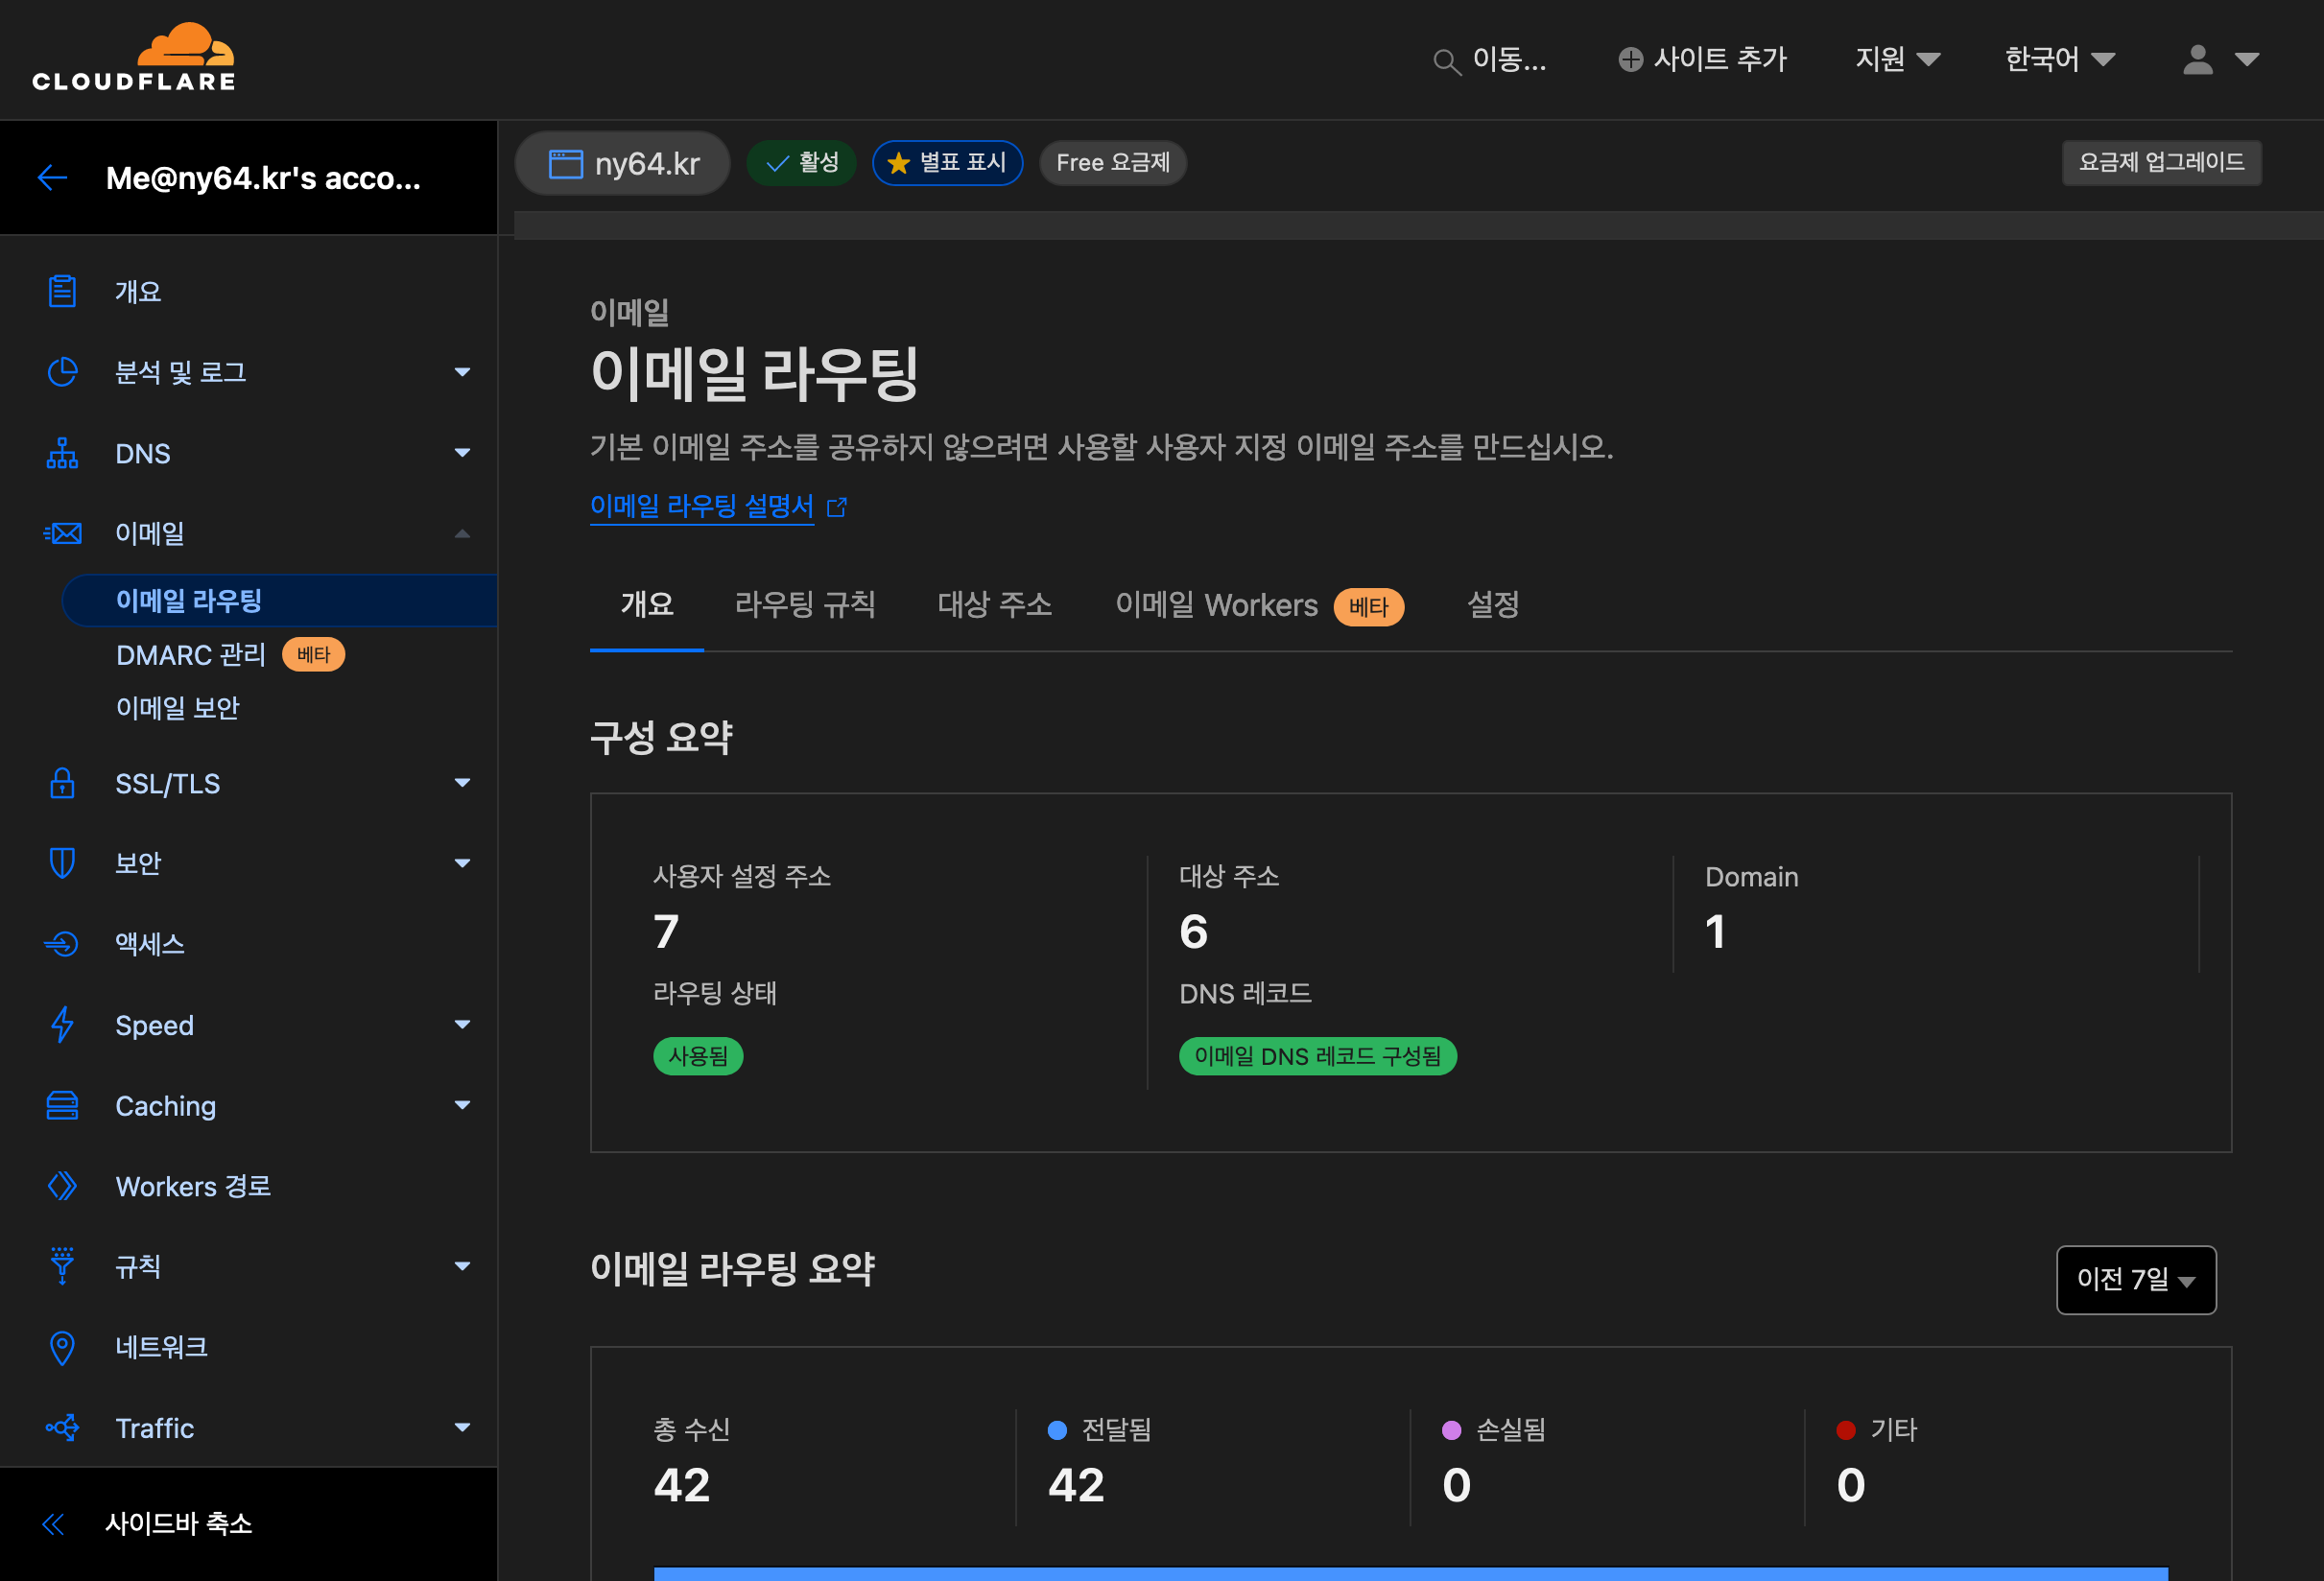 CLOUDFLARE
이동...
사이트 추가
지원
한국어
Me@ny64.kr's acco...
ny64.kr
활성
별표 표시
Free 요금제
요금제 업그레이드
개요
분석 및 로그
DNS
이메일
이메일 라우팅
DMARC 관리 베타
이메일 보안
SSL/TLS
보안
액세스
Speed
Caching
Workers 경로
규칙
네트워크
Traffic
사이드바 축소
이메일
이메일 라우팅
기본 이메일 주소를 공유하지 않으려면 사용할 사용자 지정 이메일 주소를 만드십시오.
이메일 라우팅 설명서
개요 라우팅 규칙 대상 주소 이메일 Workers 베타 설정
구성 요약
사용자 설정 주소
7
대상 주소
6
Domain
1
라우팅 상태
사용됨
DNS 레코드
이메일 DNS 레코드 구성됨
이메일 라우팅 요약
이전 7일
총 수신
42
전달됨
42
손실됨
0
기타
0